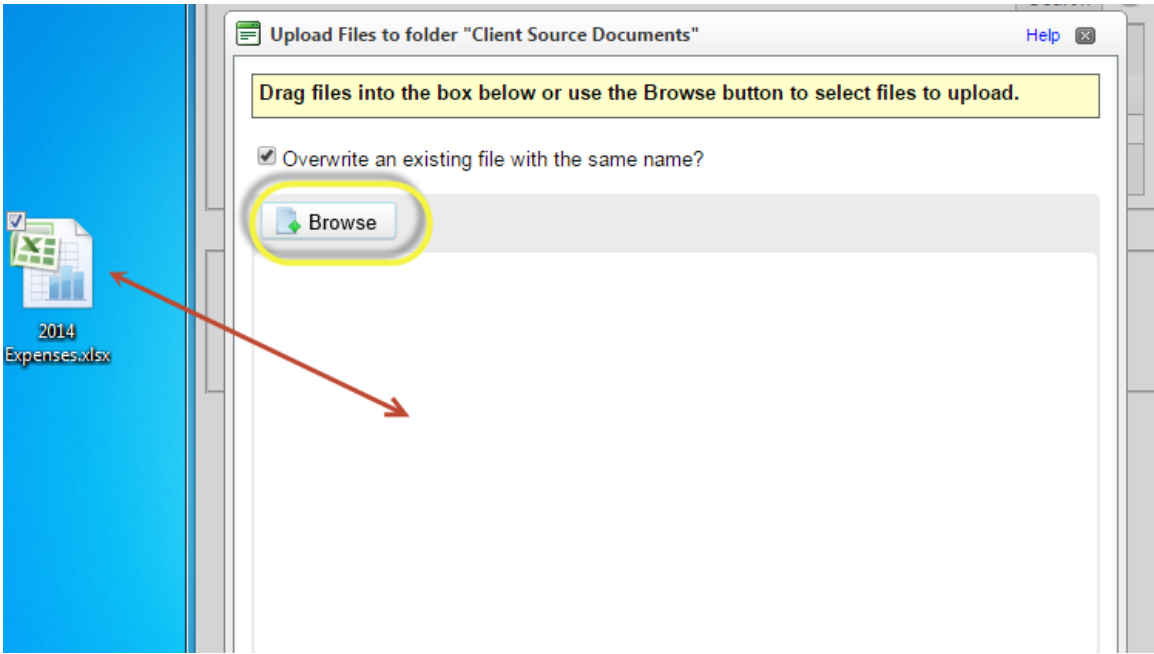 Upload Files to folder "Client Source Documents"
Help
Drag files into the box below or use the Browse button to select files to upload.
Overwrite an existing file with the same name?
Browse
2014
Expenses.xlsx